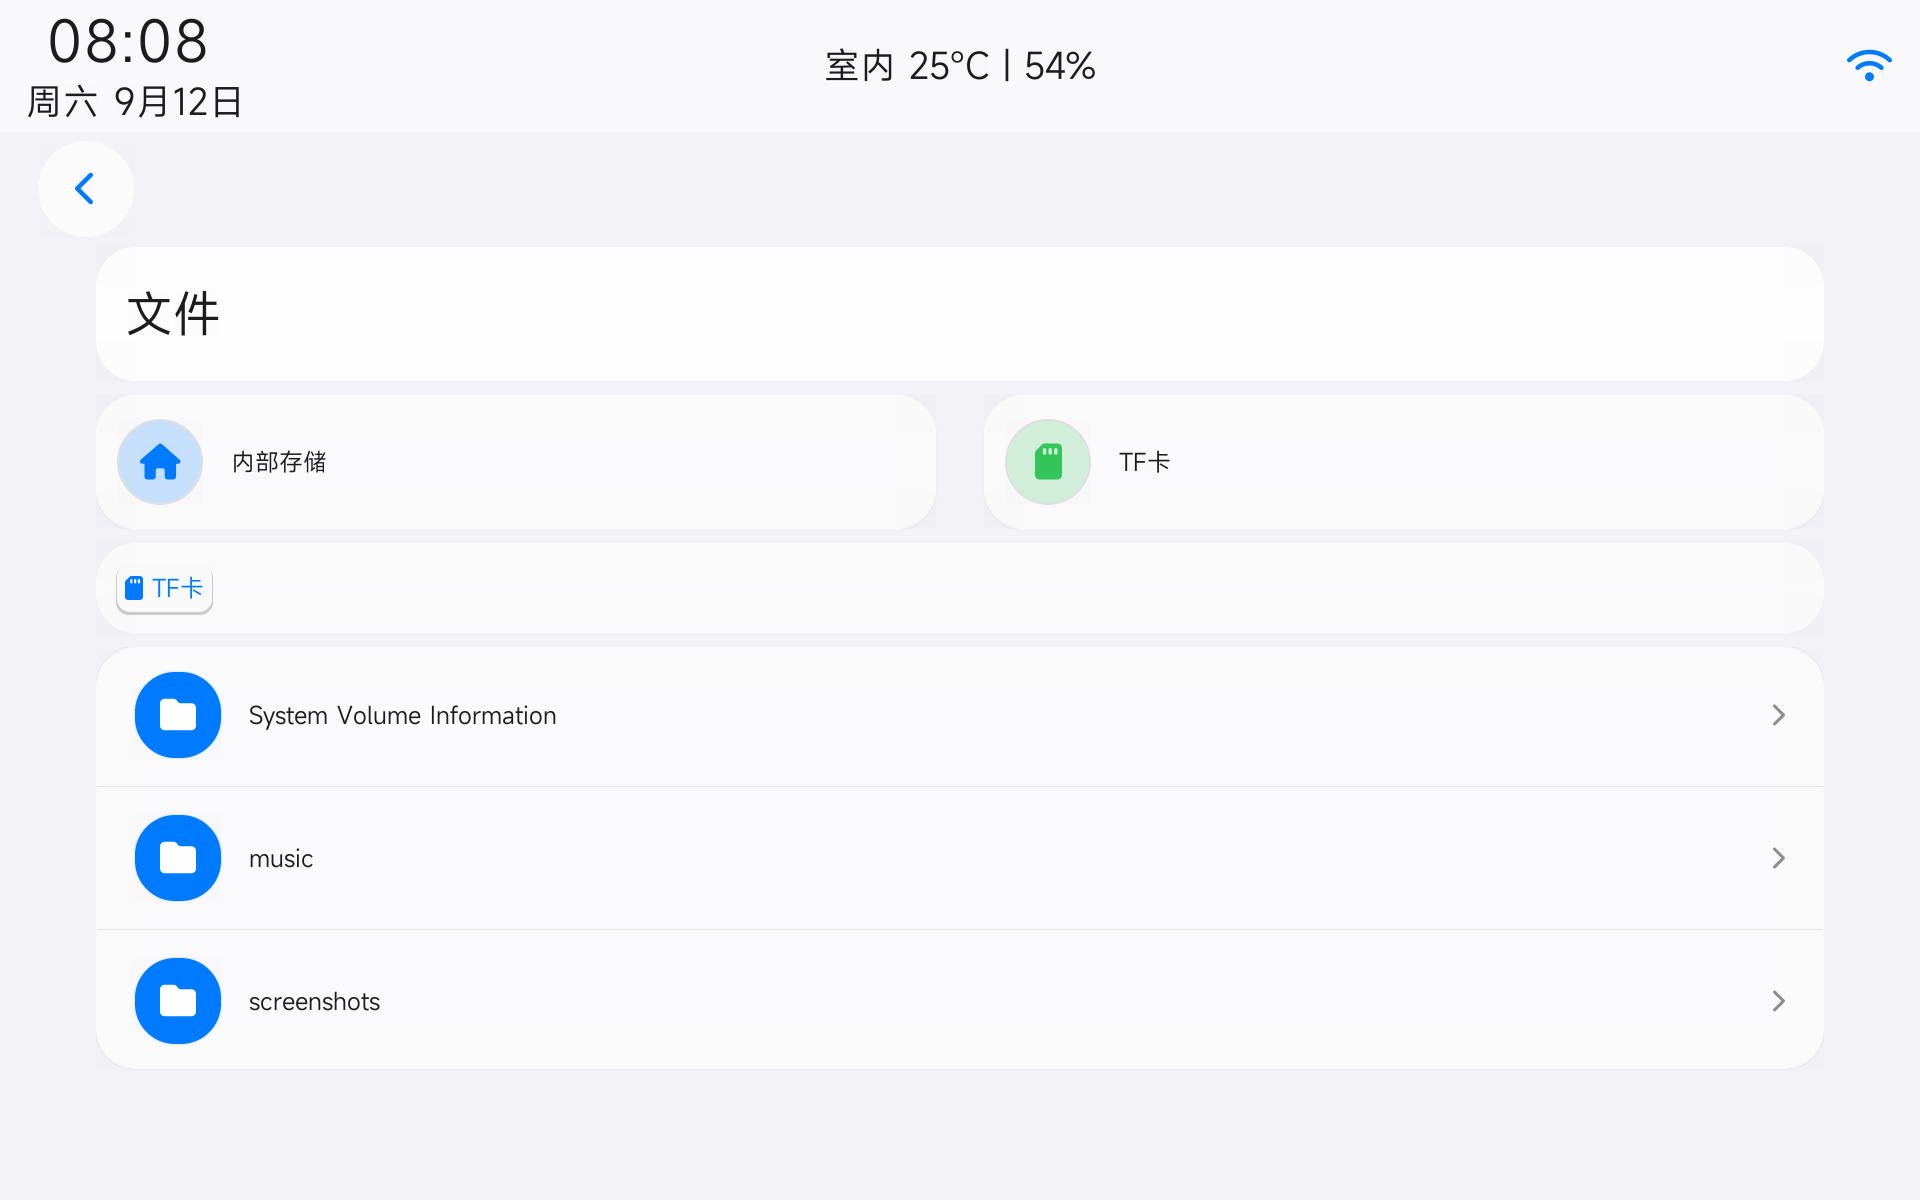 08:08
周六 9月12日
室内 25°C | 54%
文件
内部存储
TF卡
TF卡
System Volume Information
music
screenshots